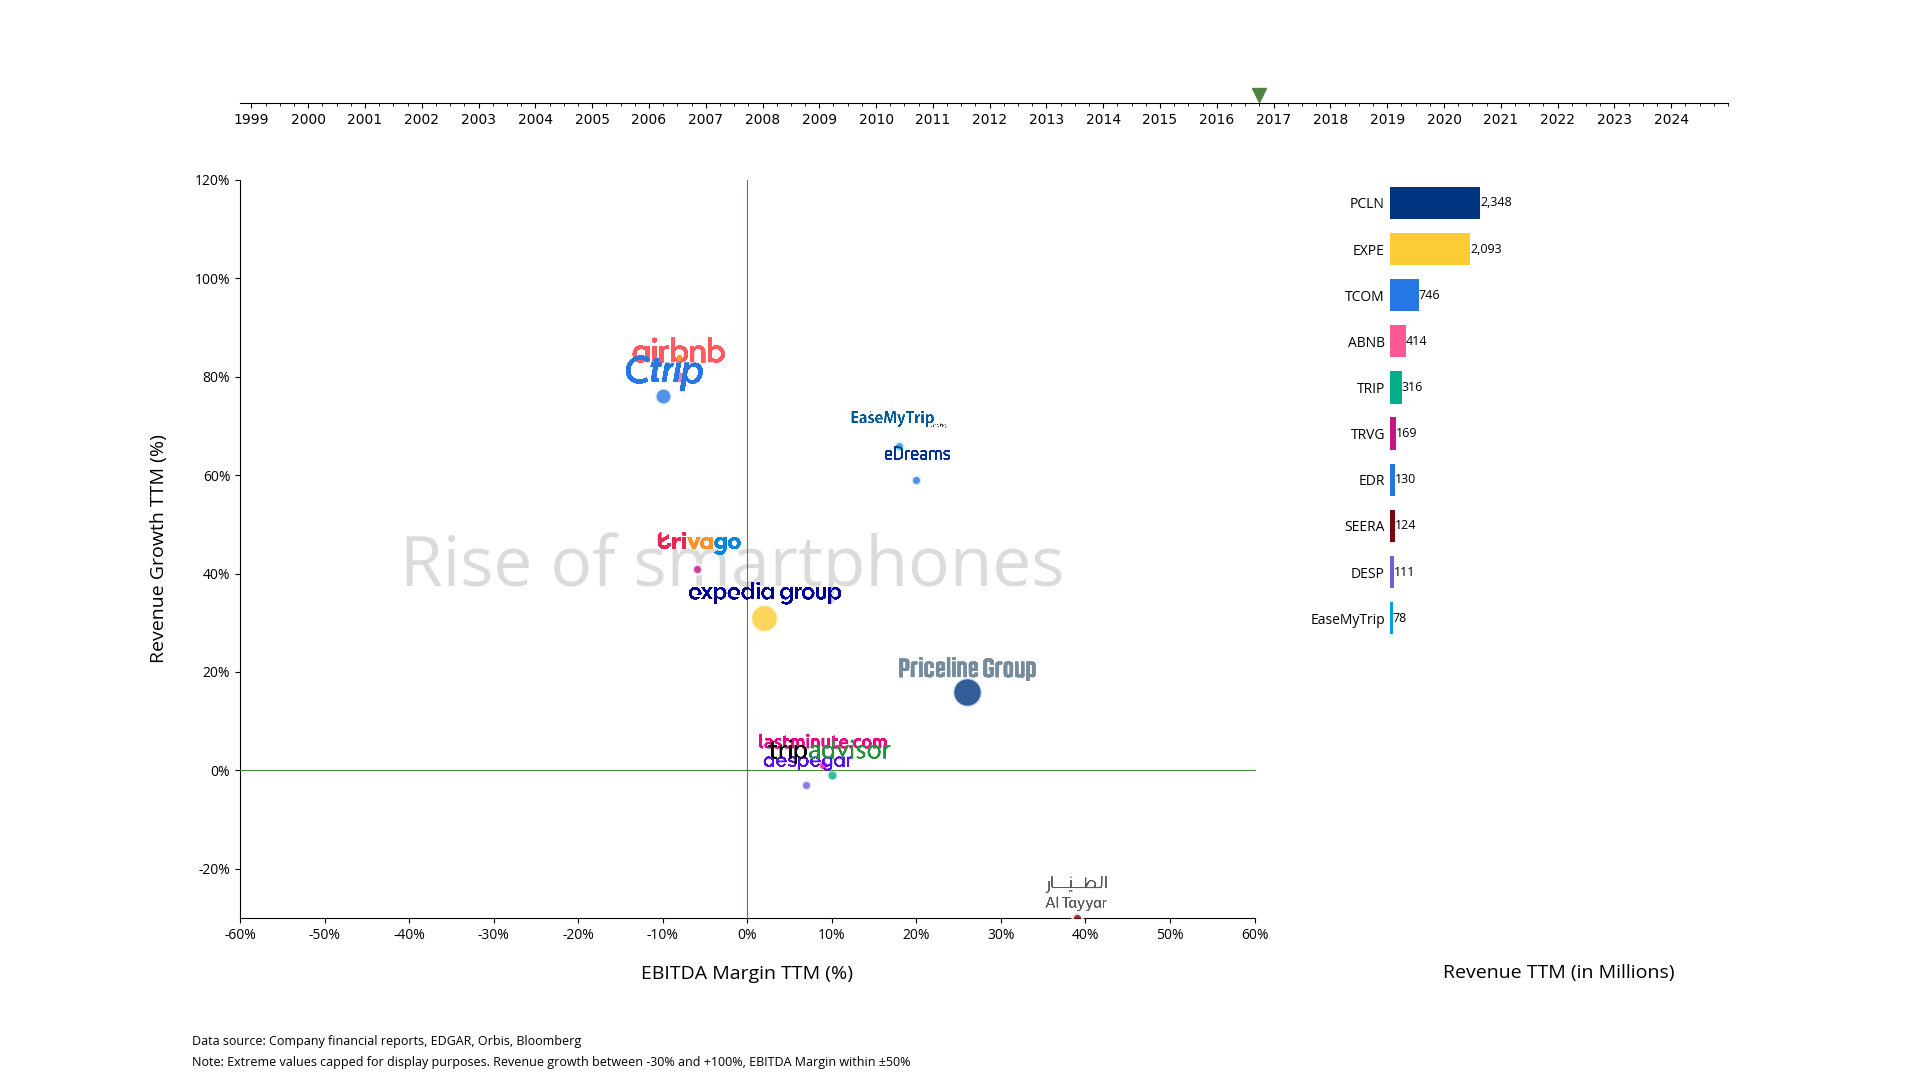 1999 2000 2001 2002 2003 2004 2005 2006 2007 2008 2009 2010 2011 2012 2013 2014 2015 2016 2017 2018 2019 2020 2021 2022 2023 2024
Revenue Growth TTM (%)
120%
100%
80%
60%
40%
20%
0%
-20%
Rise of smartphones
airbnb
Ctrip
EaseMyTrip
eDreams
trivago
expedia group
Priceline Group
lastminute.com
tripadvisor
despegar
الطيار
Al Tayyar
-60% -50% -40% -30% -20% -10% 0% 10% 20% 30% 40% 50% 60%
EBITDA Margin TTM (%)
PCLN 2,348
EXPE 2,093
TCOM 746
ABNB 414
TRIP 316
TRVG 169
EDR 130
SEERA 124
DESP 111
EaseMyTrip 78
Revenue TTM (in Millions)
Data source: Company financial reports, EDGAR, Orbis, Bloomberg
Note: Extreme values capped for display purposes. Revenue growth between -30% and +100%, EBITDA Margin within ±50%